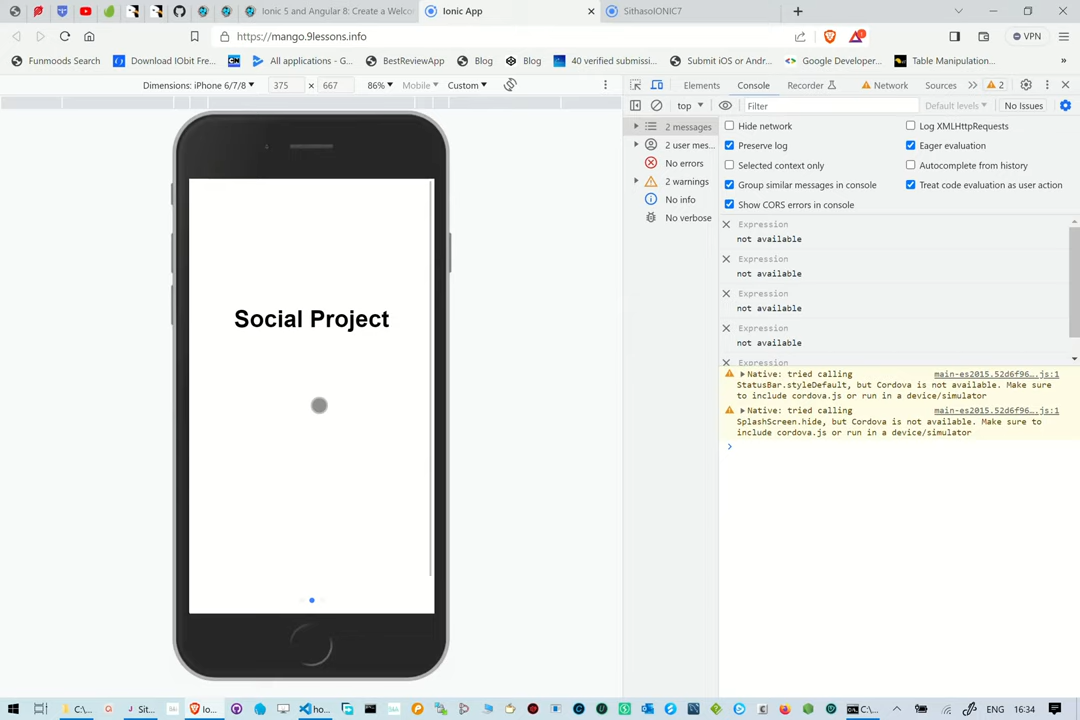 Ionic 5 and Angular 8: Create a Welco
Ionic App
SithasoIONIC7
https://mango.9lessons.info
VPN
Funmoods Search
Download IObit Fre...
All applications - G...
BestReviewApp
Blog
Blog
40 verified submissi...
Submit iOS or Andro...
Google Developer...
Table Manipulation...
»
Dimensions: iPhone 6/7/8
375
×
667
86%
Mobile
Custom
Elements
Console
Recorder
Network
Sources
»
2
top
Filter
Default levels
No Issues
2 messages
2 user mes...
No errors
2 warnings
No info
No verbose
Hide network
Log XMLHttpRequests
Preserve log
Eager evaluation
Selected context only
Autocomplete from history
Group similar messages in console
Treat code evaluation as user action
Show CORS errors in console
Expression
not available
Expression
not available
Expression
not available
Expression
not available
Expression
Native: tried calling
main-es2015.52d6f96….js:1
StatusBar.styleDefault, but Cordova is not available. Make sure
to include cordova.js or run in a device/simulator
Native: tried calling
main-es2015.52d6f96….js:1
SplashScreen.hide, but Cordova is not available. Make sure to
include cordova.js or run in a device/simulator
Social Project
C:\...
Sit...
Io...
ho...
C:\...
ENG
16:34